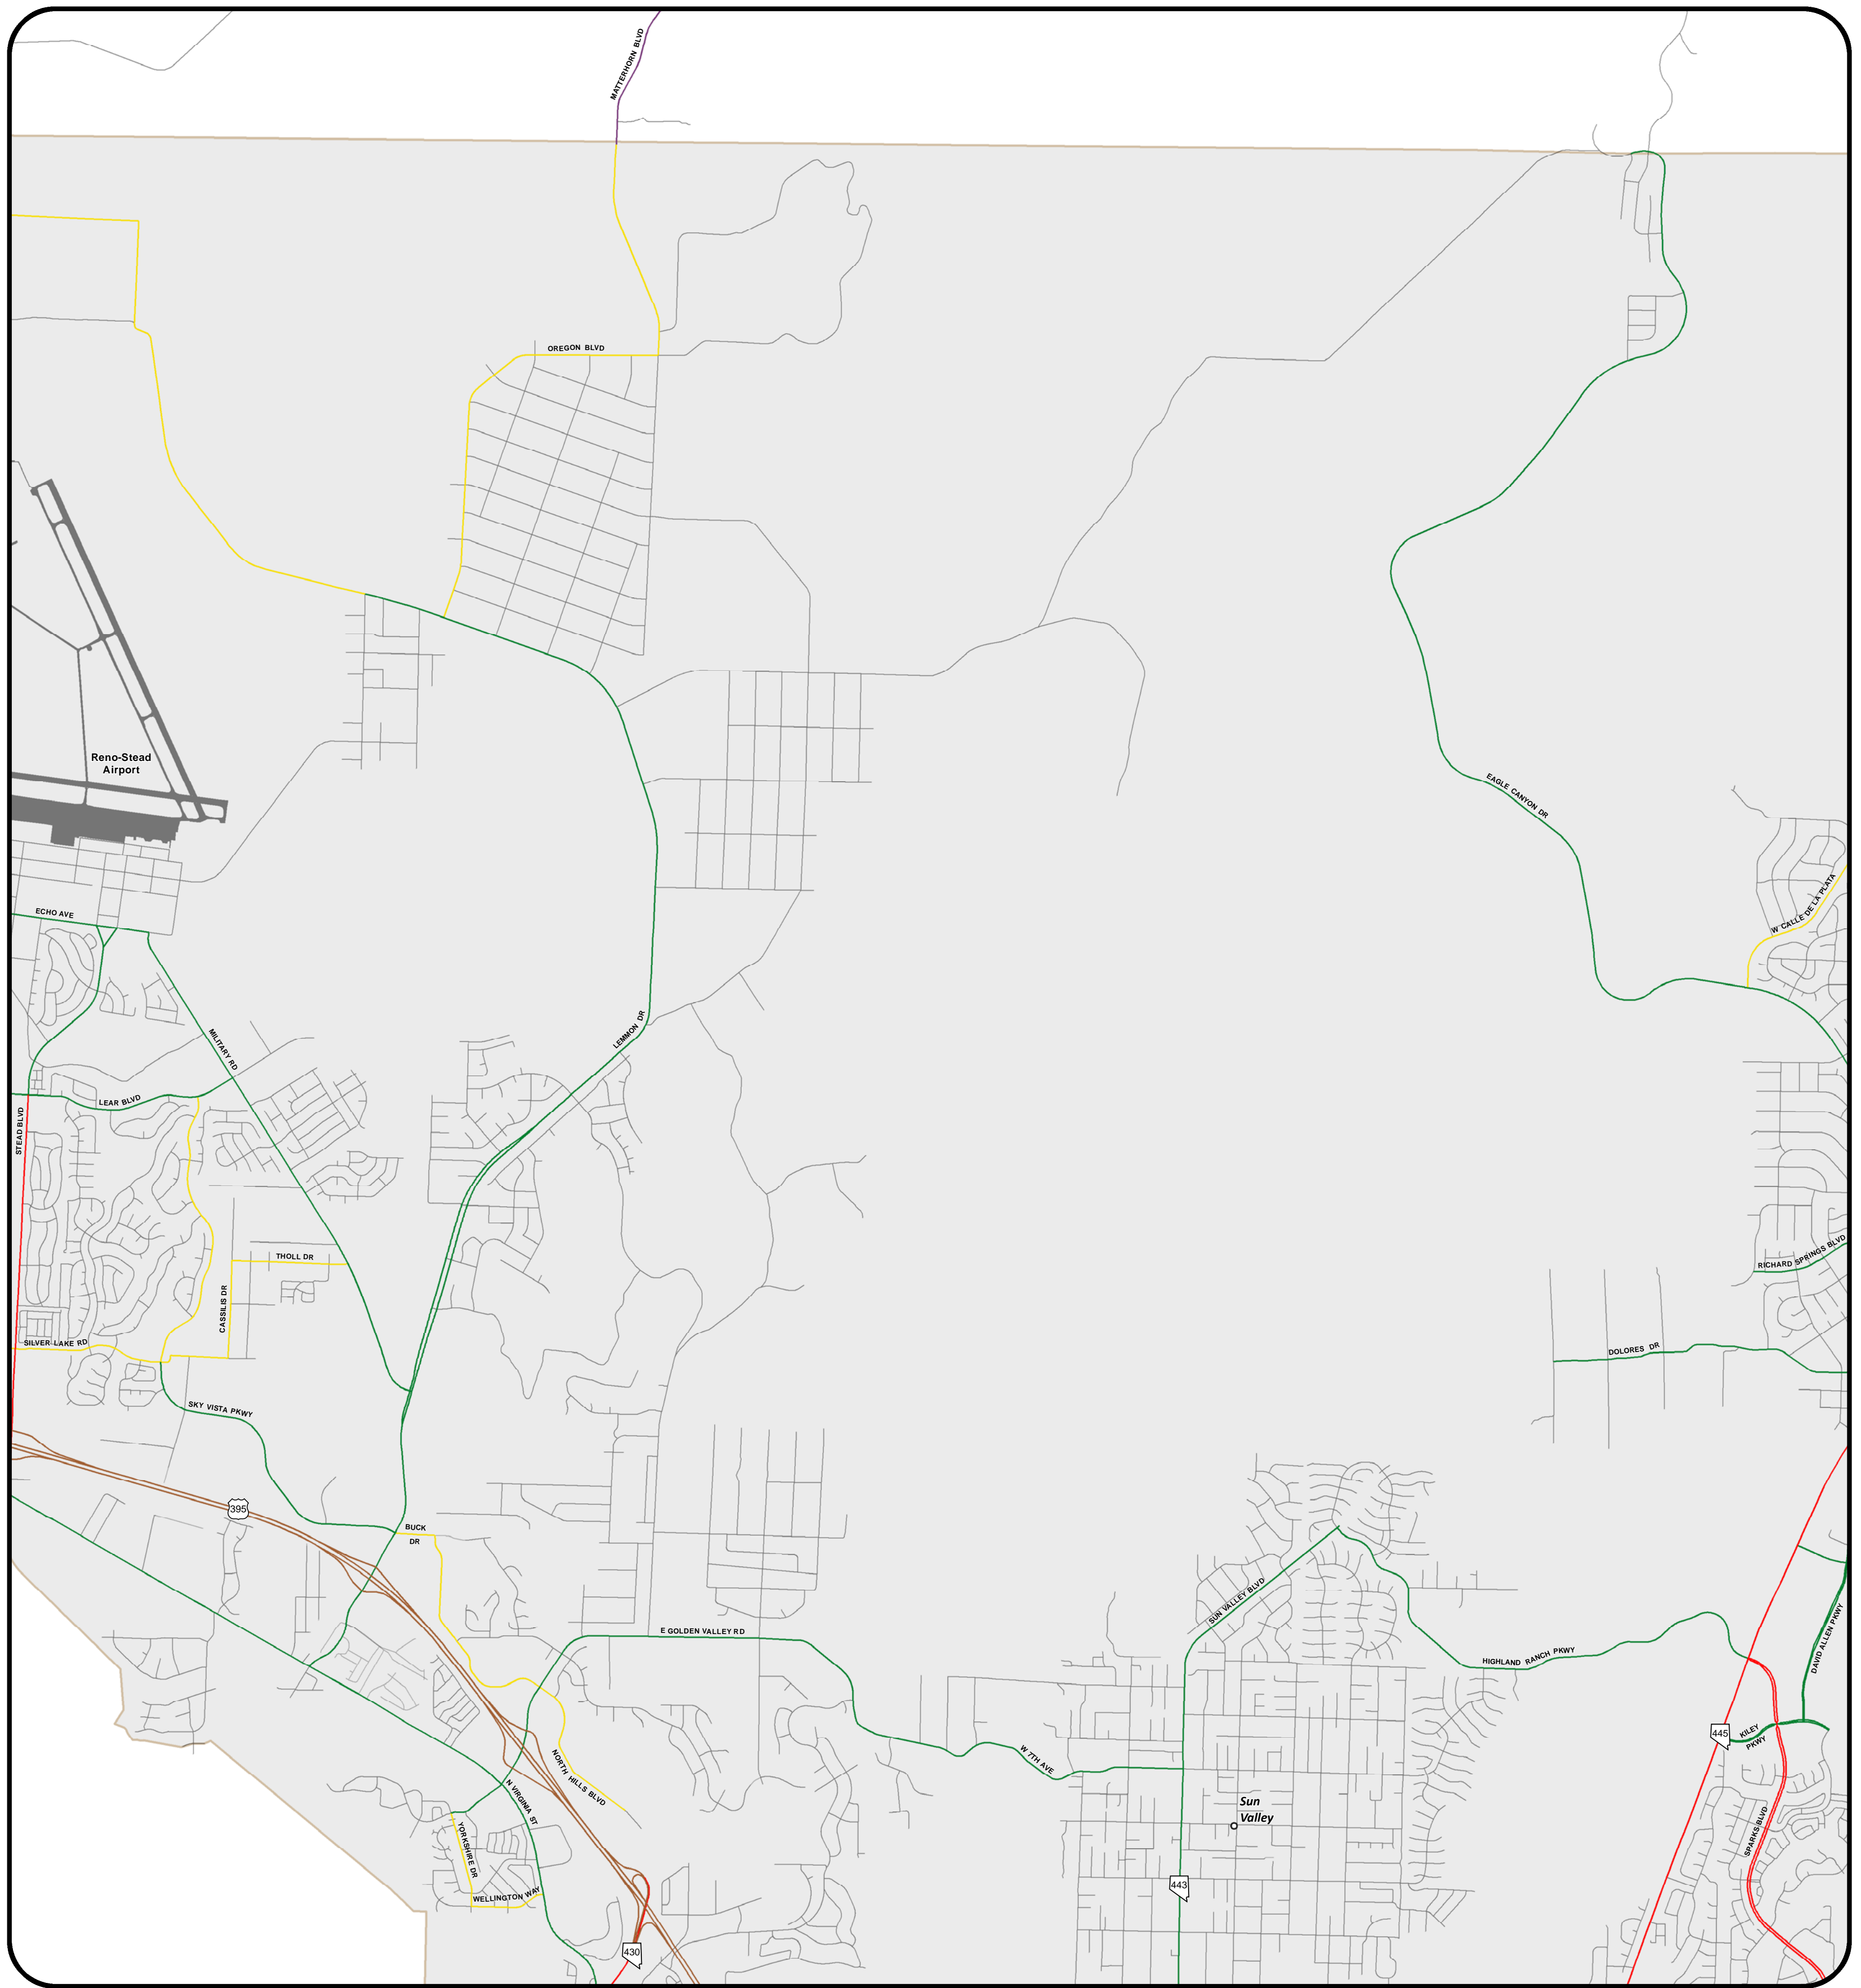 MATTERHORN BLVD
OREGON BLVD
Reno-Stead
Airport
EAGLE CANYON DR
W CALLE DE LA PLATA
ECHO AVE
MILITARY RD
LEMMON DR
LEAR BLVD
STEAD BLVD
THOLL DR
CASSILIS DR
RICHARD SPRINGS BLVD
SILVER LAKE RD
DOLORES DR
SKY VISTA PKWY
395
BUCK
DR
SUN VALLEY BLVD
E GOLDEN VALLEY RD
HIGHLAND RANCH PKWY
DAVID ALLEN PKWY
445
KILEY
PKWY
W 7TH AVE
NORTH HILLS BLVD
N VIRGINIA ST
Sun
Valley
SPARKS BLVD
YORKSHIRE DR
WELLINGTON WAY
443
430